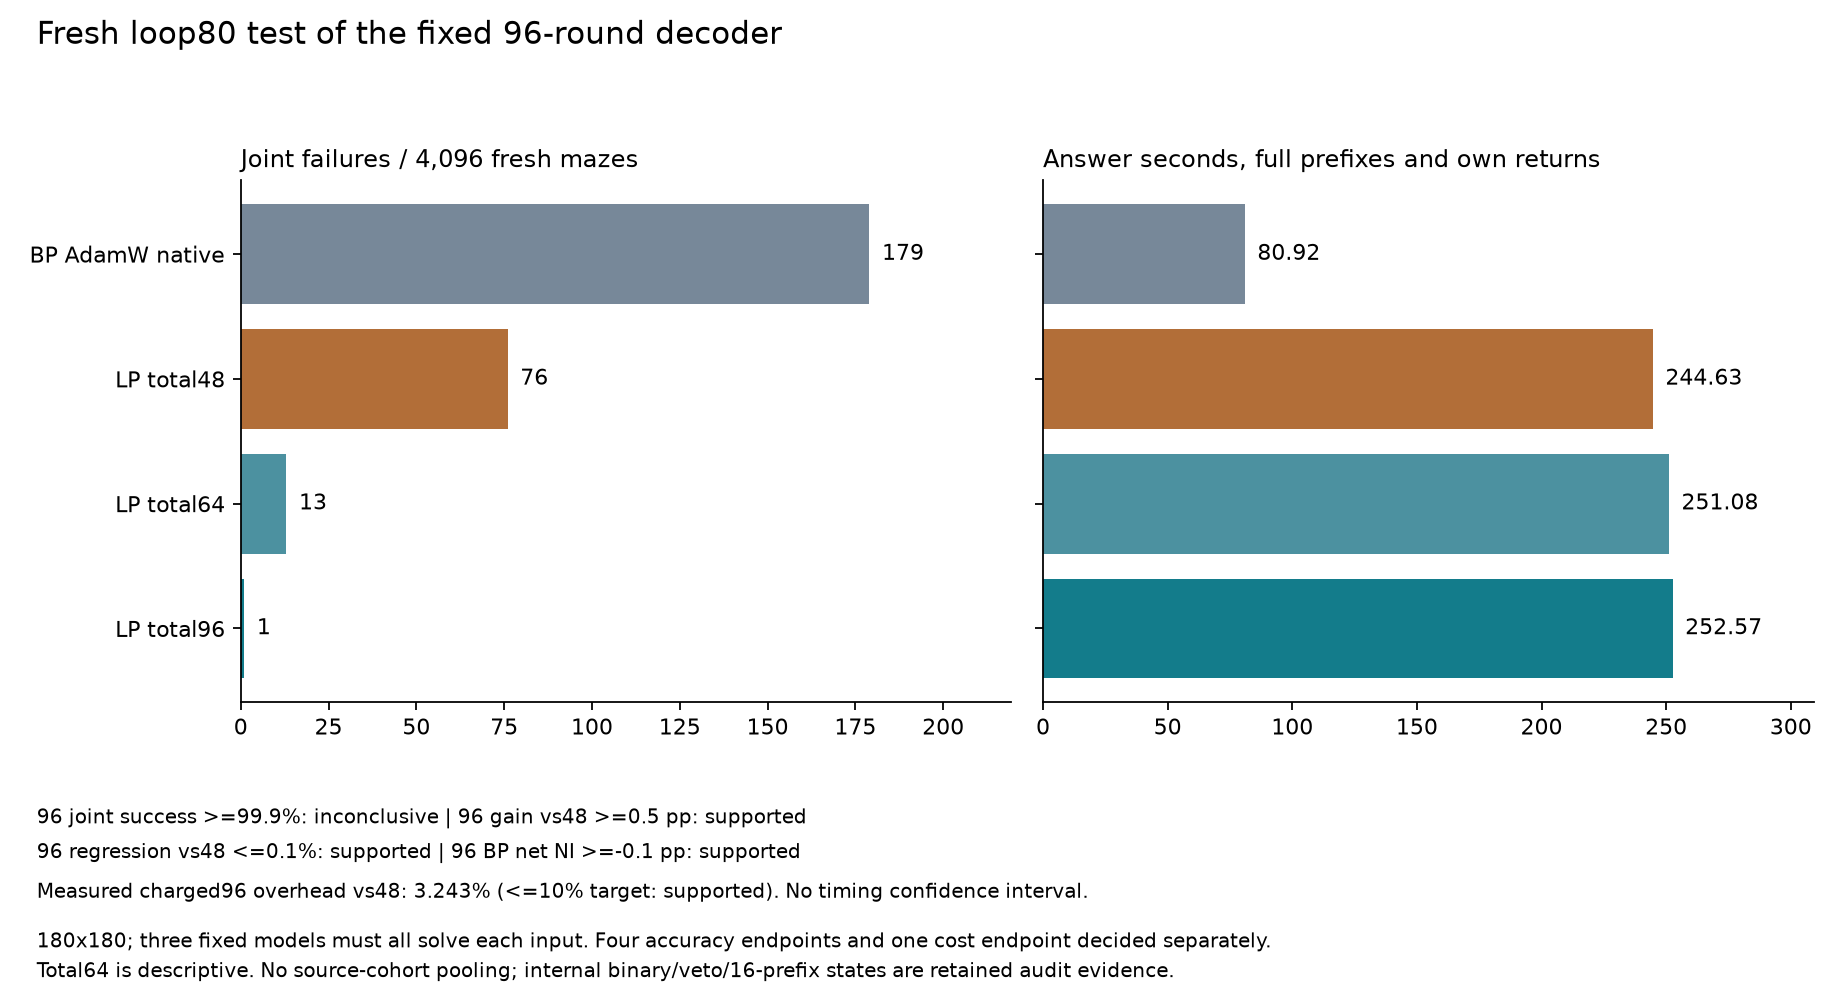 Fresh loop80 test of the fixed 96-round decoder
Joint failures / 4,096 fresh mazes
BP AdamW native
179
LP total48
76
LP total64
13
LP total96
1
0 25 50 75 100 125 150 175 200
Answer seconds, full prefixes and own returns
80.92
244.63
251.08
252.57
0 50 100 150 200 250 300
96 joint success >=99.9%: inconclusive | 96 gain vs48 >=0.5 pp: supported
96 regression vs48 <=0.1%: supported | 96 BP net NI >=-0.1 pp: supported
Measured charged96 overhead vs48: 3.243% (<=10% target: supported). No timing confidence interval.
180x180; three fixed models must all solve each input. Four accuracy endpoints and one cost endpoint decided separately.
Total64 is descriptive. No source-cohort pooling; internal binary/veto/16-prefix states are retained audit evidence.